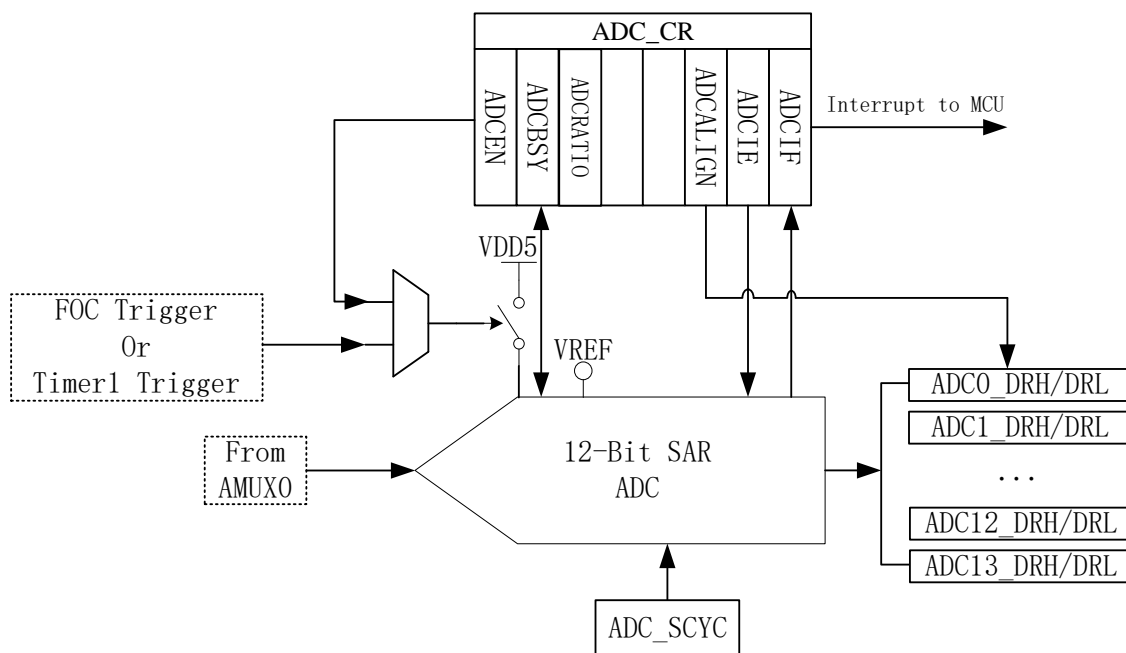 ADC_CR
ADCEN
ADCBSY
ADCRATIO
ADCALIGN
ADCIE
ADCIF
Interrupt to MCU
VDD5
FOC Trigger
Or
Timer1 Trigger
VREF
ADC0_DRH/DRL
ADC1_DRH/DRL
...
ADC12_DRH/DRL
ADC13_DRH/DRL
From
AMUX0
12-Bit SAR
ADC
ADC_SCYC